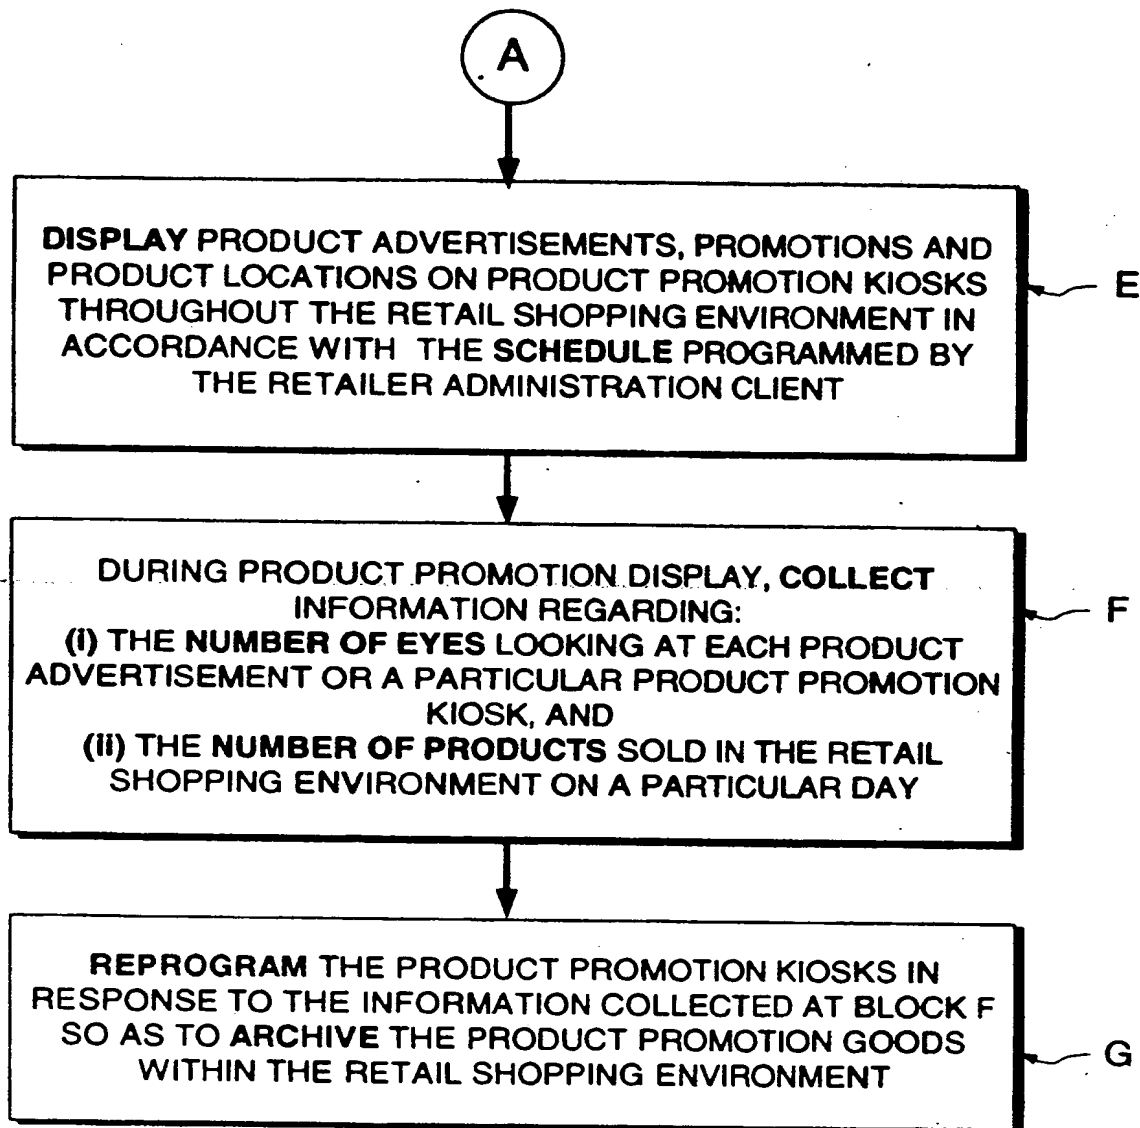 A
DISPLAY PRODUCT ADVERTISEMENTS, PROMOTIONS AND
PRODUCT LOCATIONS ON PRODUCT PROMOTION KIOSKS
THROUGHOUT THE RETAIL SHOPPING ENVIRONMENT IN
ACCORDANCE WITH THE SCHEDULE PROGRAMMED BY
THE RETAILER ADMINISTRATION CLIENT
E
DURING PRODUCT PROMOTION DISPLAY, COLLECT
INFORMATION REGARDING:
(i) THE NUMBER OF EYES LOOKING AT EACH PRODUCT
ADVERTISEMENT OR A PARTICULAR PRODUCT PROMOTION
KIOSK, AND
(ii) THE NUMBER OF PRODUCTS SOLD IN THE RETAIL
SHOPPING ENVIRONMENT ON A PARTICULAR DAY
F
REPROGRAM THE PRODUCT PROMOTION KIOSKS IN
RESPONSE TO THE INFORMATION COLLECTED AT BLOCK F
SO AS TO ARCHIVE THE PRODUCT PROMOTION GOODS
WITHIN THE RETAIL SHOPPING ENVIRONMENT
G